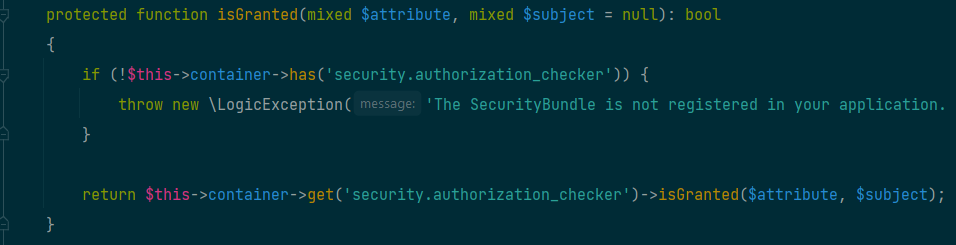 protected function isGranted(mixed $attribute, mixed $subject = null): bool
{
if (!$this->container->has('security.authorization_checker')) {
throw new \LogicException( message: 'The SecurityBundle is not registered in your application.
}
return $this->container->get('security.authorization_checker')->isGranted($attribute, $subject);
}